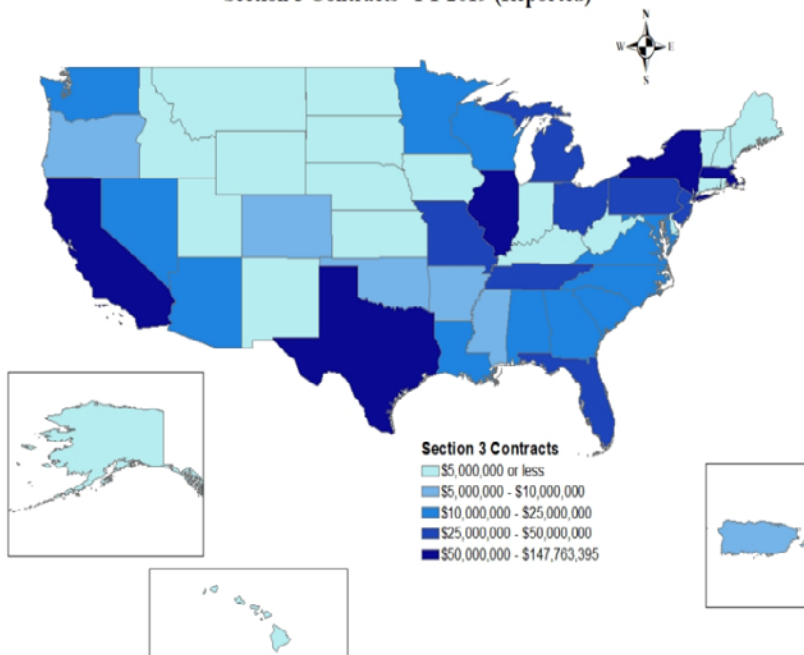 N
W E
S
Section 3 Contracts
$5,000,000 or less
$5,000,000 - $10,000,000
$10,000,000 - $25,000,000
$25,000,000 - $50,000,000
$50,000,000 - $147,763,395